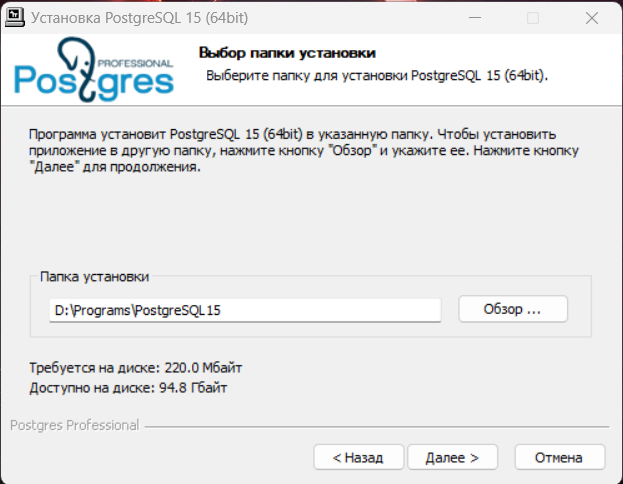 Установка PostgreSQL 15 (64bit)
PROFESSIONAL
Postgres
Выбор папки установки
Выберите папку для установки PostgreSQL 15 (64bit).
Программа установит PostgreSQL 15 (64bit) в указанную папку. Чтобы установить
приложение в другую папку, нажмите кнопку "Обзор" и укажите ее. Нажмите кнопку
"Далее" для продолжения.
Папка установки
D:\Programs\PostgreSQL15
Обзор ...
Требуется на диске: 220.0 Мбайт
Доступно на диске: 94.8 Гбайт
Postgres Professional
< Назад
Далее >
Отмена